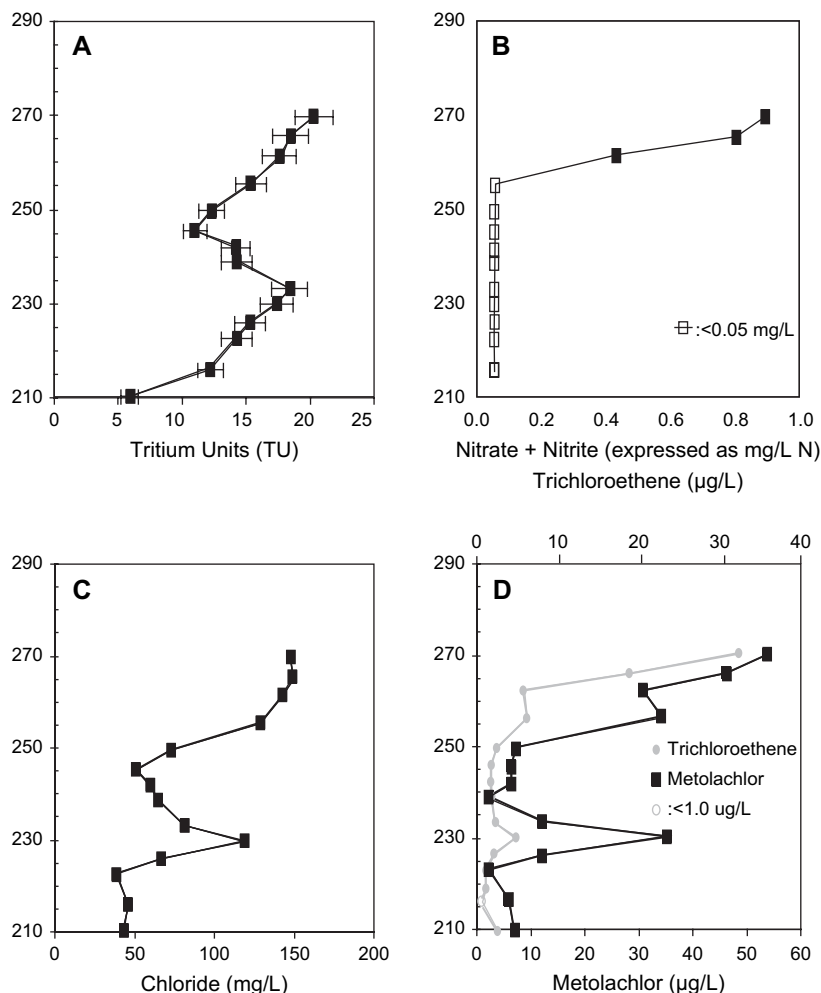 A
290
270
250
230
210
0 5 10 15 20 25
Tritium Units (TU)
B
290
270
250
230
210
:<0.05 mg/L
0.0 0.2 0.4 0.6 0.8 1.0
Nitrate + Nitrite (expressed as mg/L N)
Trichloroethene (µg/L)
C
290
270
250
230
210
0 50 100 150 200
Chloride (mg/L)
0 10 20 30 40
D
290
270
250
230
210
Trichloroethene
Metolachlor
:<1.0 ug/L
0 10 20 30 40 50 60
Metolachlor (µg/L)